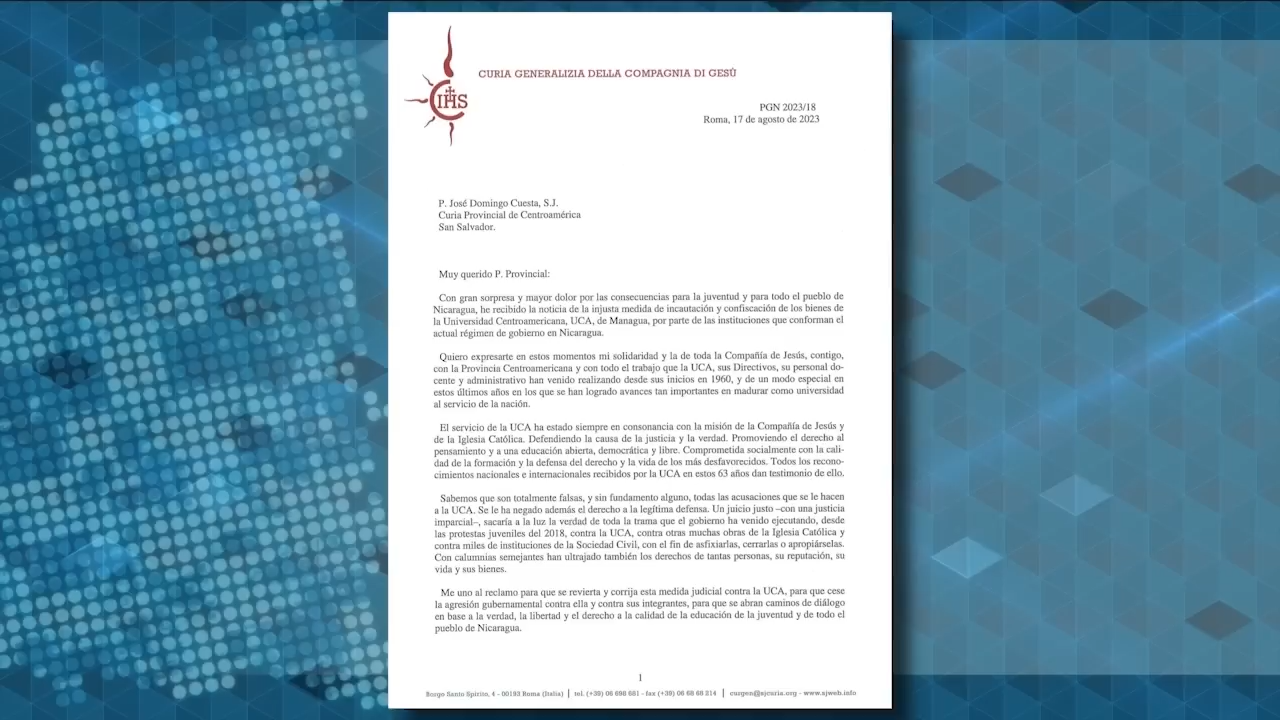 IHS
CURIA GENERALIZIA DELLA COMPAGNIA DI GESÙ
PGN 2023/18
Roma, 17 de agosto de 2023
P. José Domingo Cuesta, S.J.
Curia Provincial de Centroamérica
San Salvador.
Muy querido P. Provincial:
Con gran sorpresa y mayor dolor por las consecuencias para la juventud y para todo el pueblo de
Nicaragua, he recibido la noticia de la injusta medida de incautación y confiscación de los bienes de
la Universidad Centroamericana, UCA, de Managua, por parte de las instituciones que conforman el
actual régimen de gobierno en Nicaragua.
Quiero expresarte en estos momentos mi solidaridad y la de toda la Compañía de Jesús, contigo,
con la Provincia Centroamericana y con todo el trabajo que la UCA, sus Directivos, su personal do-
cente y administrativo han venido realizando desde sus inicios en 1960, y de un modo especial en
estos últimos años en los que se han logrado avances tan importantes en madurar como universidad
al servicio de la nación.
El servicio de la UCA ha estado siempre en consonancia con la misión de la Compañía de Jesús y
de la Iglesia Católica. Defendiendo la causa de la justicia y la verdad. Promoviendo el derecho al
pensamiento y a una educación abierta, democrática y libre. Comprometida socialmente con la cali-
dad de la formación y la defensa del derecho y la vida de los más desfavorecidos. Todos los recono-
cimientos nacionales e internacionales recibidos por la UCA en estos 63 años dan testimonio de ello.
Sabemos que son totalmente falsas, y sin fundamento alguno, todas las acusaciones que se le hacen
a la UCA. Se le ha negado además el derecho a la legítima defensa. Un juicio justo –con una justicia
imparcial–, sacaría a la luz la verdad de toda la trama que el gobierno ha venido ejecutando, desde
las protestas juveniles del 2018, contra la UCA, contra otras muchas obras de la Iglesia Católica y
contra miles de instituciones de la Sociedad Civil, con el fin de asfixiarlas, cerrarlas o apropiárselas.
Con calumnias semejantes han ultrajado también los derechos de tantas personas, su reputación, su
vida y sus bienes.
Me uno al reclamo para que se revierta y corrija esta medida judicial contra la UCA, para que cese
la agresión gubernamental contra ella y contra sus integrantes, para que se abran caminos de diálogo
en base a la verdad, la libertad y el derecho a la calidad de la educación de la juventud y de todo el
pueblo de Nicaragua.
1
Borgo Santo Spirito, 4 - 00193 Roma (Italia) | tel. (+39) 06 698 681 - fax (+39) 06 68 68 214 | curgen@sjcuria.org - www.sjweb.info